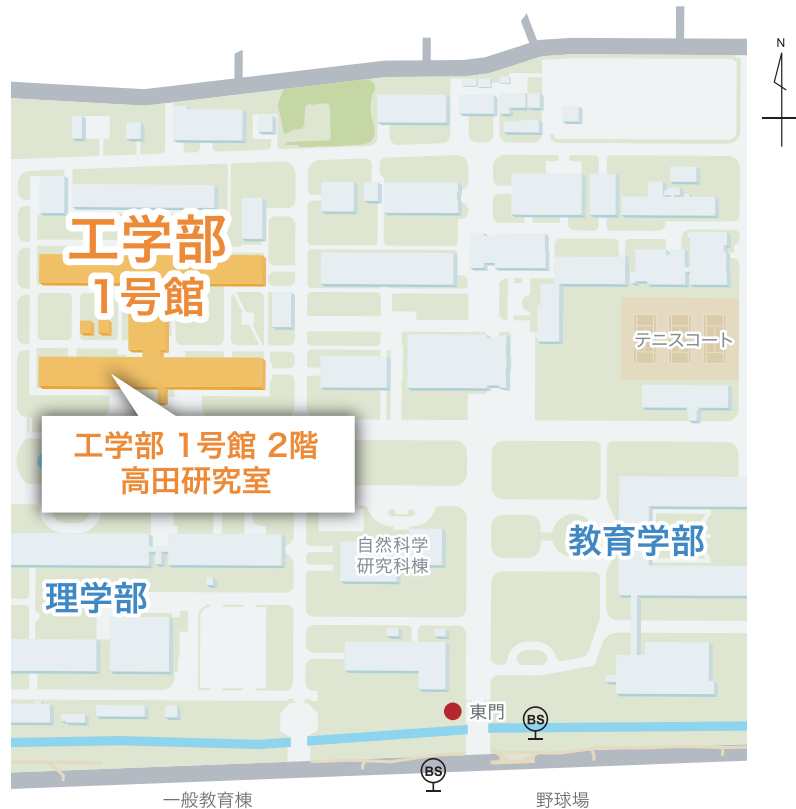 N
工学部
1号館
テニスコート
工学部 1号館 2階
高田研究室
教育学部
自然科学
研究科棟
理学部
東門
BS
BS
一般教育棟
野球場